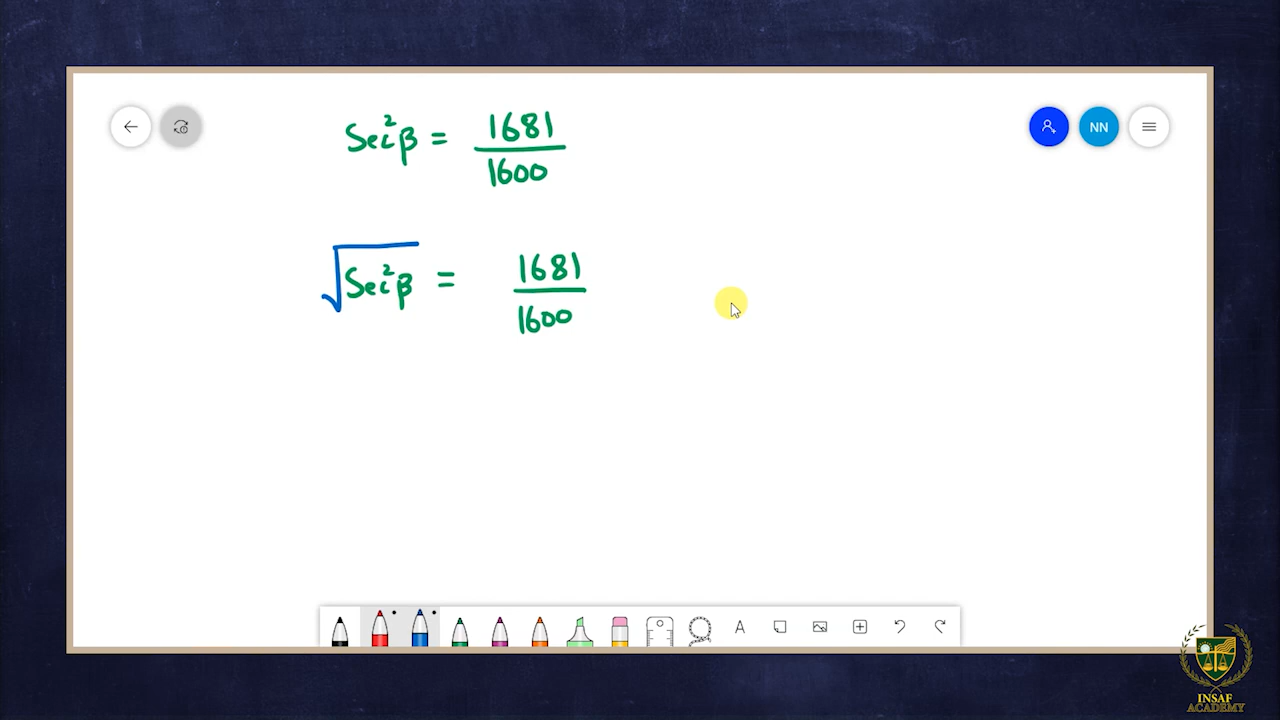 Sec²β = 1681/1600
NN
√Sec²β = 1681/1600
A
INSAF
ACADEMY